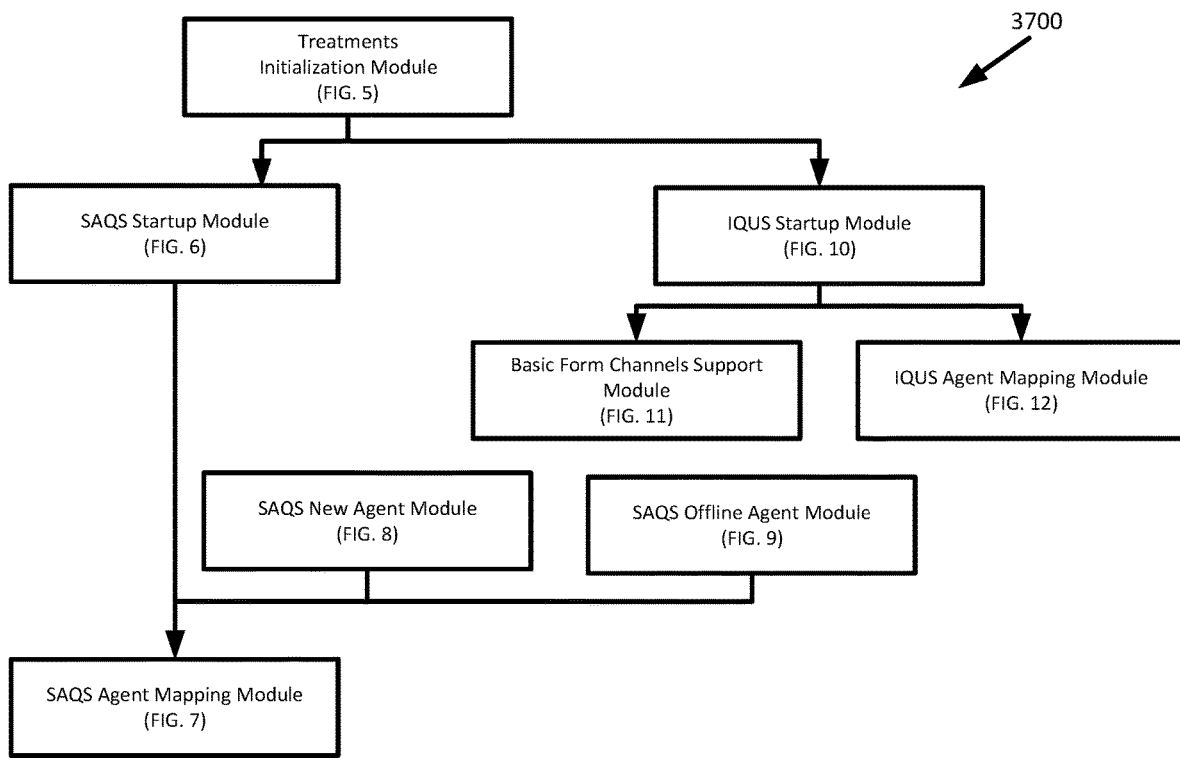 3700
Treatments
Initialization Module
(FIG. 5)
SAQS Startup Module
(FIG. 6)
IQUS Startup Module
(FIG. 10)
Basic Form Channels Support
Module
(FIG. 11)
IQUS Agent Mapping Module
(FIG. 12)
SAQS New Agent Module
(FIG. 8)
SAQS Offline Agent Module
(FIG. 9)
SAQS Agent Mapping Module
(FIG. 7)